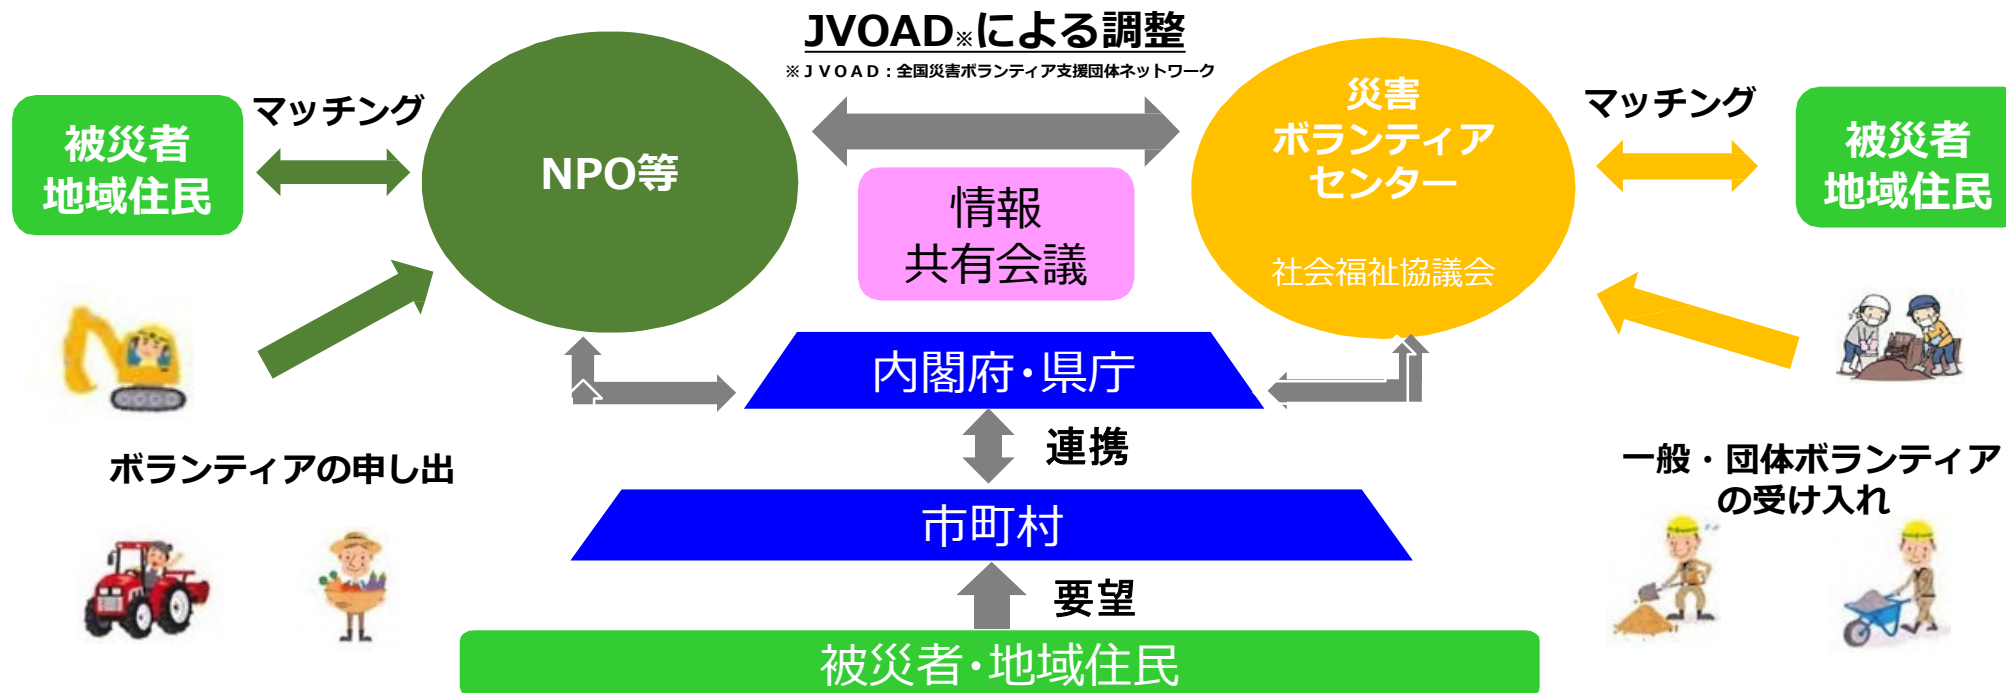 JVOAD※による調整
※JVOAD：全国災害ボランティア支援団体ネットワーク
被災者
地域住民
マッチング
NPO等
情報
共有会議
災害
ボランティア
センター
社会福祉協議会
マッチング
被災者
地域住民
内閣府・県庁
連携
ボランティアの申し出
一般・団体ボランティア
の受け入れ
市町村
要望
被災者・地域住民